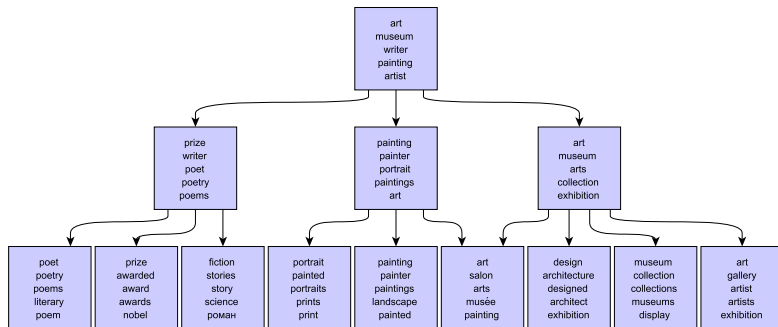 art
museum
writer
painting
artist
prize
writer
poet
poetry
poems
painting
painter
portrait
paintings
art
art
museum
arts
collection
exhibition
poet
poetry
poems
literary
poem
prize
awarded
award
awards
nobel
fiction
stories
story
science
роман
portrait
painted
portraits
prints
print
painting
painter
paintings
landscape
painted
art
salon
arts
musée
painting
design
architecture
designed
architect
exhibition
museum
collection
collections
museums
display
art
gallery
artist
artists
exhibition